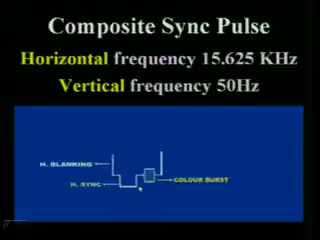 Composite Sync Pulse
Horizontal frequency 15.625 KHz
Vertical frequency 50Hz
H. BLANKING
H. SYNC
COLOUR BURST